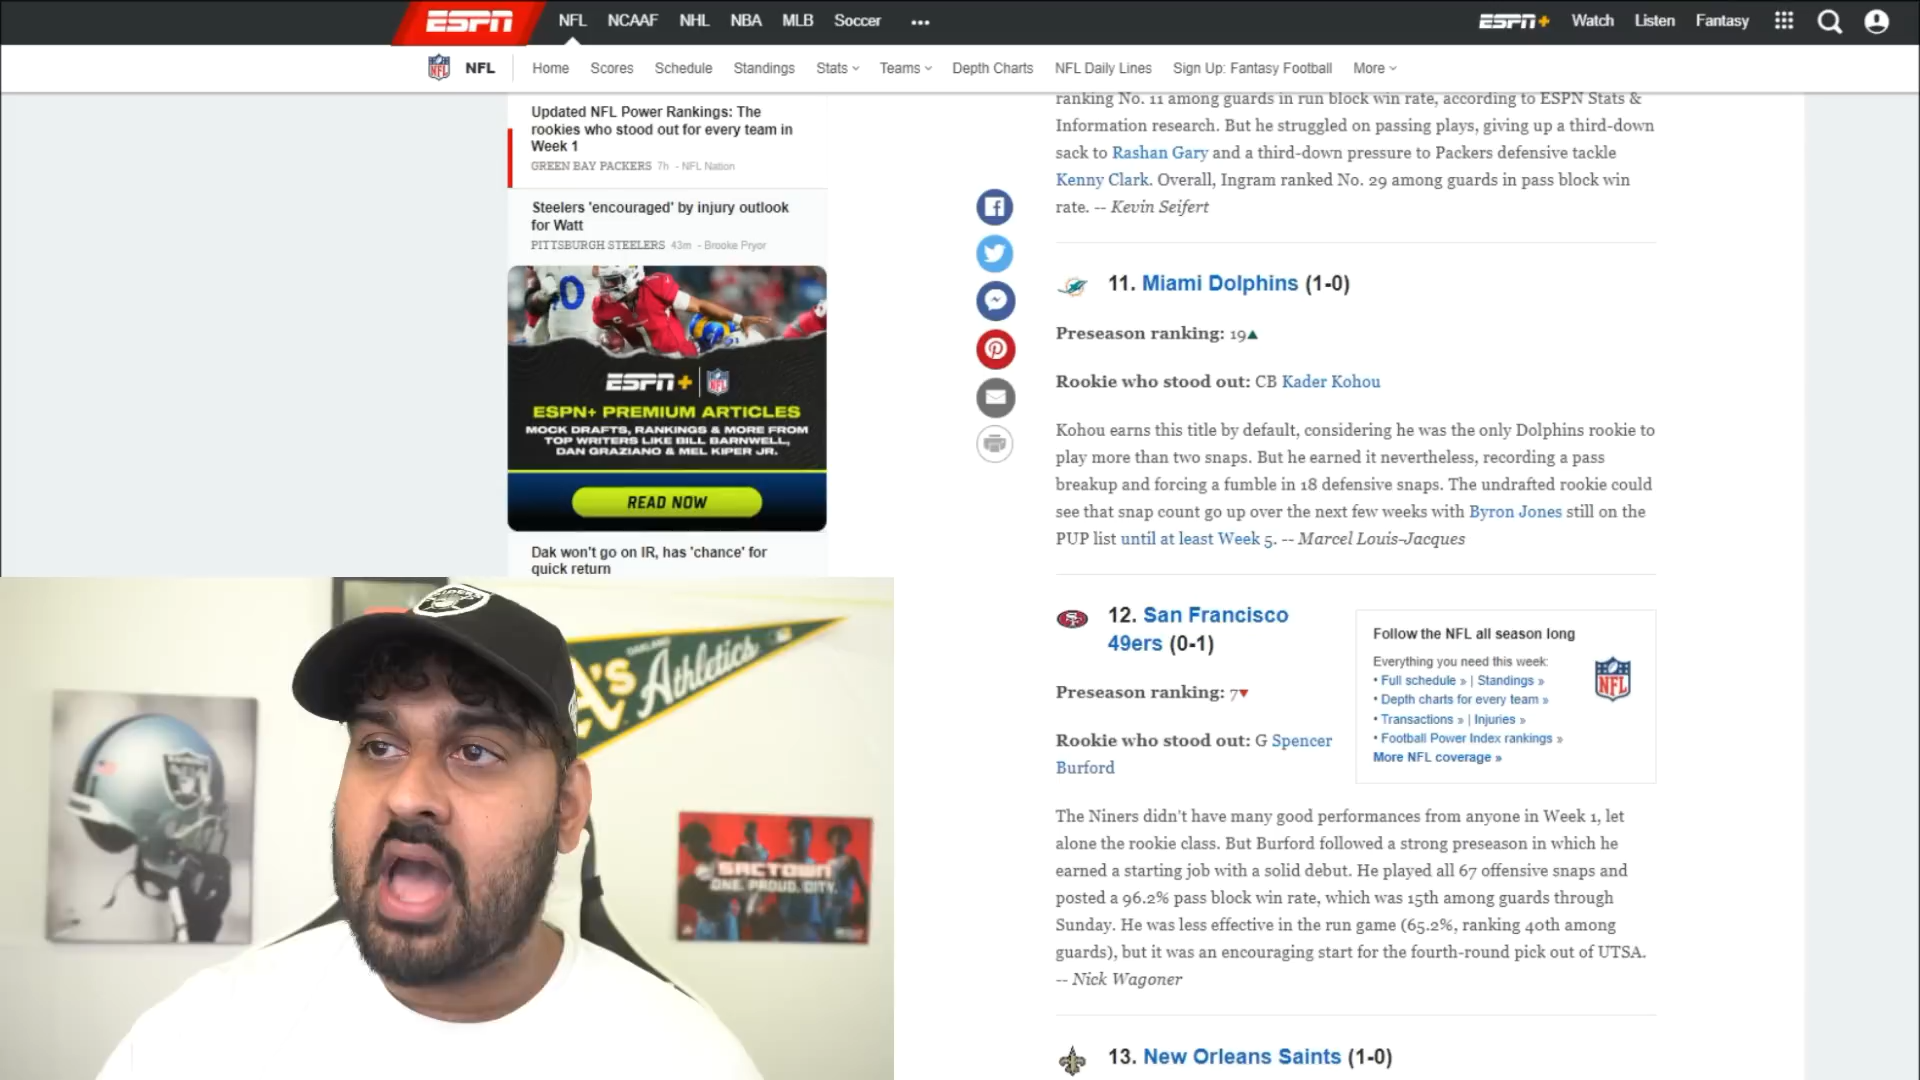 ESPN
NFL NCAAF NHL NBA MLB Soccer •••
ESPN+ Watch Listen Fantasy
NFL
Home Scores Schedule Standings Stats Teams Depth Charts NFL Daily Lines Sign Up: Fantasy Football More
Updated NFL Power Rankings: The
rookies who stood out for every team in
Week 1
GREEN BAY PACKERS 7h - NFL Nation
Steelers 'encouraged' by injury outlook
for Watt
PITTSBURGH STEELERS 43m - Brooke Pryor
ESPN+ NFL
ESPN+ PREMIUM ARTICLES
MOCK DRAFTS, RANKINGS & MORE FROM
TOP WRITERS LIKE BILL BARNWELL,
DAN GRAZIANO & MEL KIPER JR.
READ NOW
Dak won't go on IR, has 'chance' for
quick return
ranking No. 11 among guards in run block win rate, according to ESPN Stats &
Information research. But he struggled on passing plays, giving up a third-down
sack to Rashan Gary and a third-down pressure to Packers defensive tackle
Kenny Clark. Overall, Ingram ranked No. 29 among guards in pass block win
rate. -- Kevin Seifert
11. Miami Dolphins (1-0)
Preseason ranking: 19▲
Rookie who stood out: CB Kader Kohou
Kohou earns this title by default, considering he was the only Dolphins rookie to
play more than two snaps. But he earned it nevertheless, recording a pass
breakup and forcing a fumble in 18 defensive snaps. The undrafted rookie could
see that snap count go up over the next few weeks with Byron Jones still on the
PUP list until at least Week 5. -- Marcel Louis-Jacques
12. San Francisco
49ers (0-1)
Preseason ranking: 7▼
Rookie who stood out: G Spencer
Burford
Follow the NFL all season long
Everything you need this week:
• Full schedule » | Standings »
• Depth charts for every team »
• Transactions » | Injuries »
• Football Power Index rankings »
More NFL coverage »
NFL
The Niners didn't have many good performances from anyone in Week 1, let
alone the rookie class. But Burford followed a strong preseason in which he
earned a starting job with a solid debut. He played all 67 offensive snaps and
posted a 96.2% pass block win rate, which was 15th among guards through
Sunday. He was less effective in the run game (65.2%, ranking 40th among
guards), but it was an encouraging start for the fourth-round pick out of UTSA.
-- Nick Wagoner
13. New Orleans Saints (1-0)
RAIDERS
OAKLAND
A's Athletics
SACTOWN
ONE. PROUD. CITY.